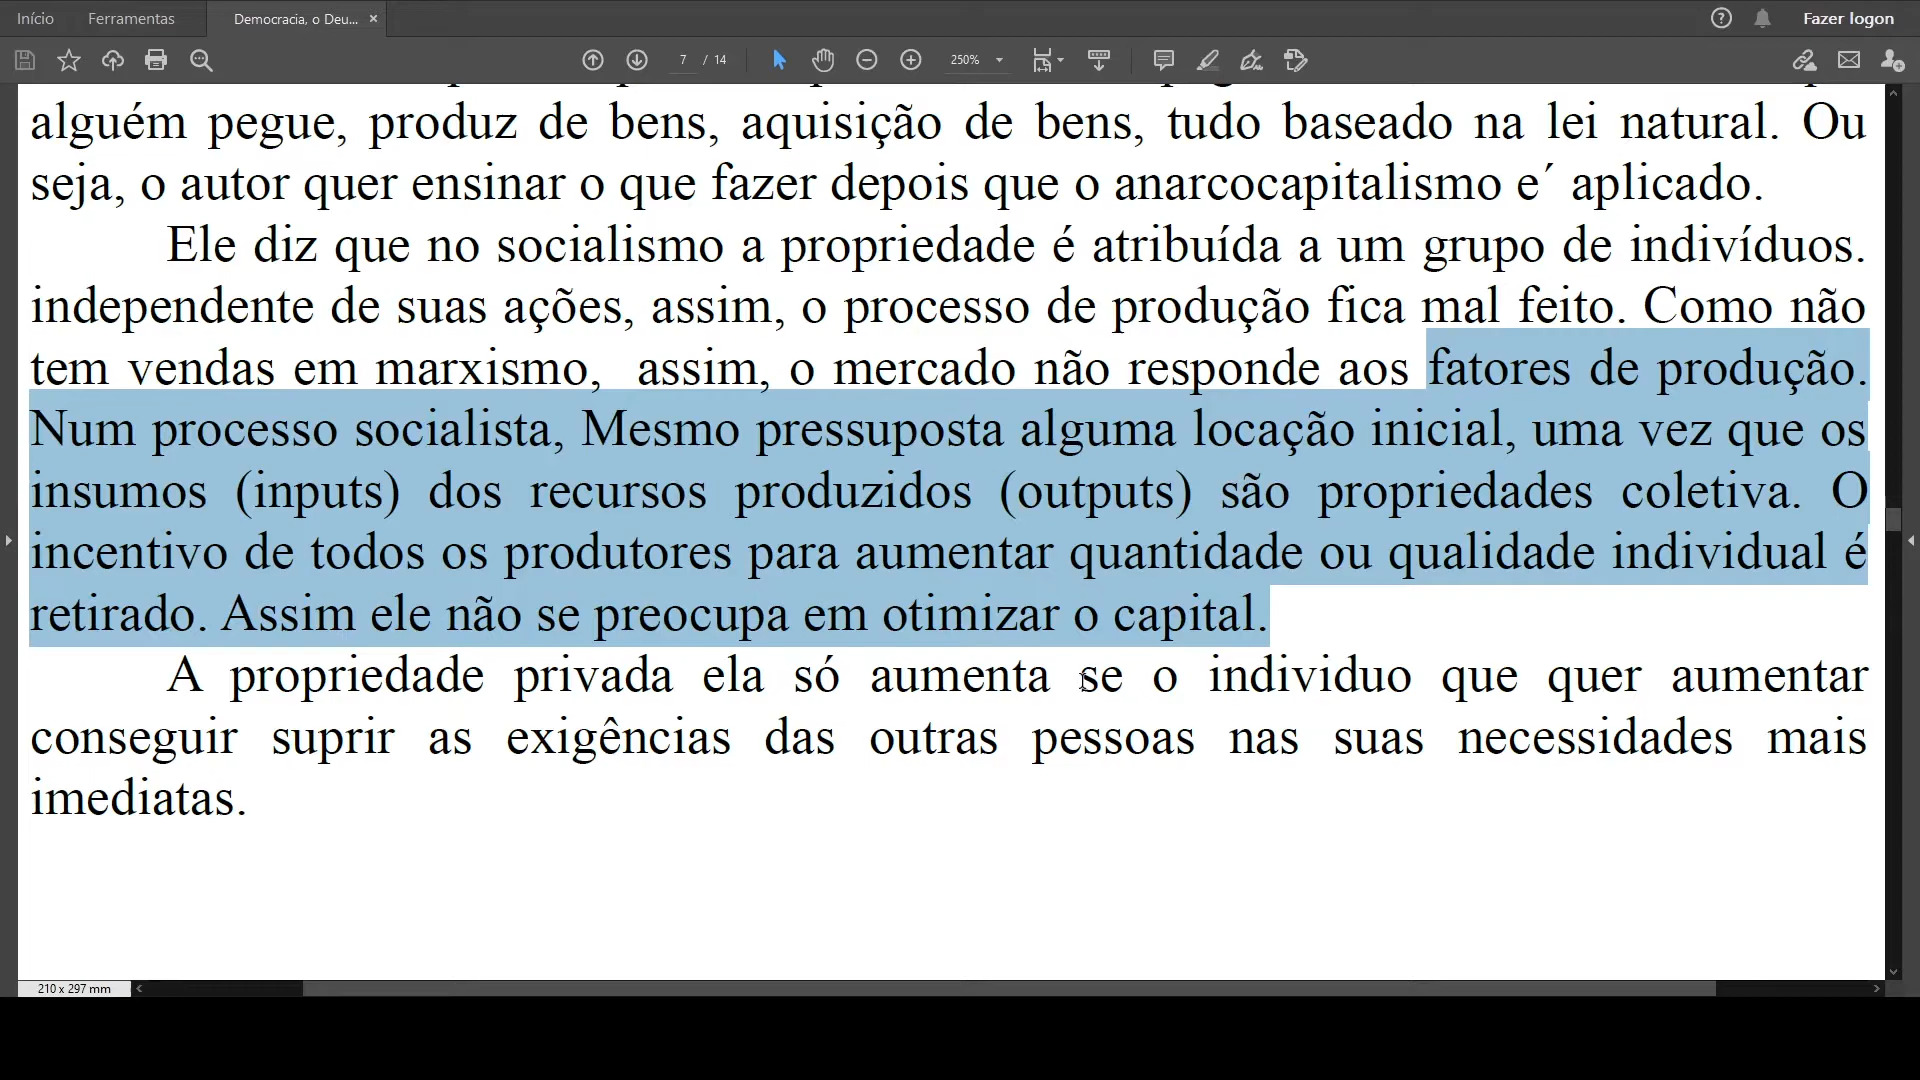 Início Ferramentas Democracia, o Deu... × Fazer logon
7 / 14 250%
alguém pegue, produz de bens, aquisição de bens, tudo baseado na lei natural. Ou
seja, o autor quer ensinar o que fazer depois que o anarcocapitalismo e´ aplicado.
Ele diz que no socialismo a propriedade é atribuída a um grupo de indivíduos.
independente de suas ações, assim, o processo de produção fica mal feito. Como não
tem vendas em marxismo,  assim, o mercado não responde aos fatores de produção.
Num processo socialista, Mesmo pressuposta alguma locação inicial, uma vez que os
insumos (inputs) dos recursos produzidos (outputs) são propriedades coletiva. O
incentivo de todos os produtores para aumentar quantidade ou qualidade individual é
retirado. Assim ele não se preocupa em otimizar o capital.
A propriedade privada ela só aumenta se o individuo que quer aumentar
conseguir suprir as exigências das outras pessoas nas suas necessidades mais
imediatas.
210 x 297 mm